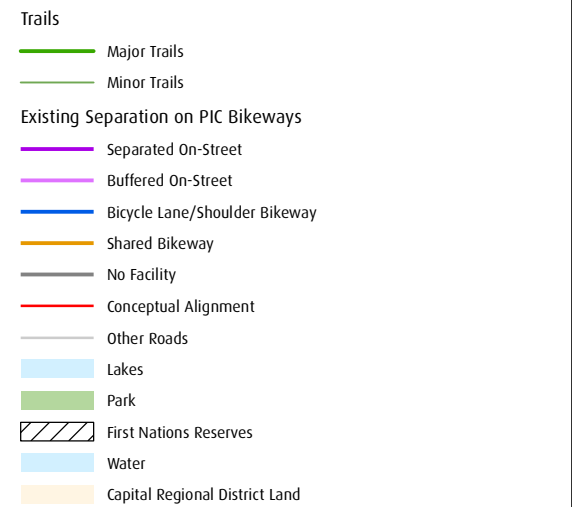 Trails
Major Trails
Minor Trails
Existing Separation on PIC Bikeways
Separated On-Street
Buffered On-Street
Bicycle Lane/Shoulder Bikeway
Shared Bikeway
No Facility
Conceptual Alignment
Other Roads
Lakes
Park
First Nations Reserves
Water
Capital Regional District Land